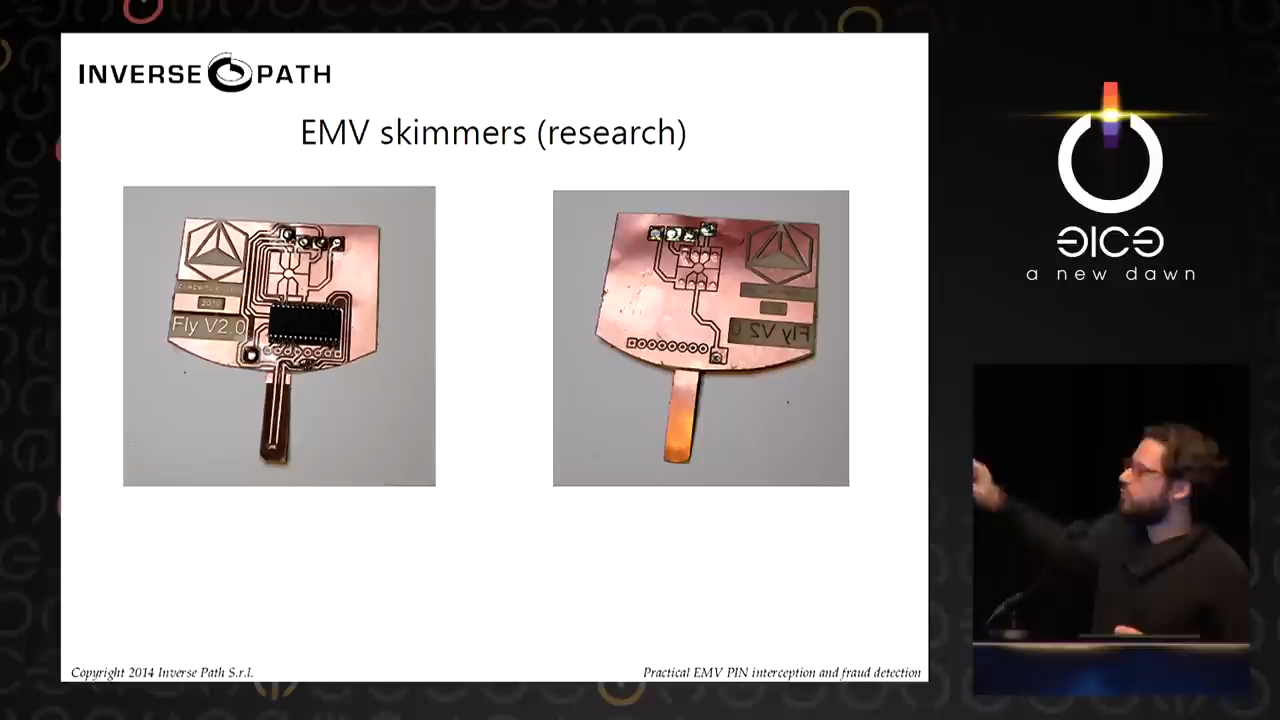 INVERSE PATH
EMV skimmers (research)
Fly V2.0
Fly V2.0
a new dawn
Copyright 2014 Inverse Path S.r.l.
Practical EMV PIN interception and fraud detection